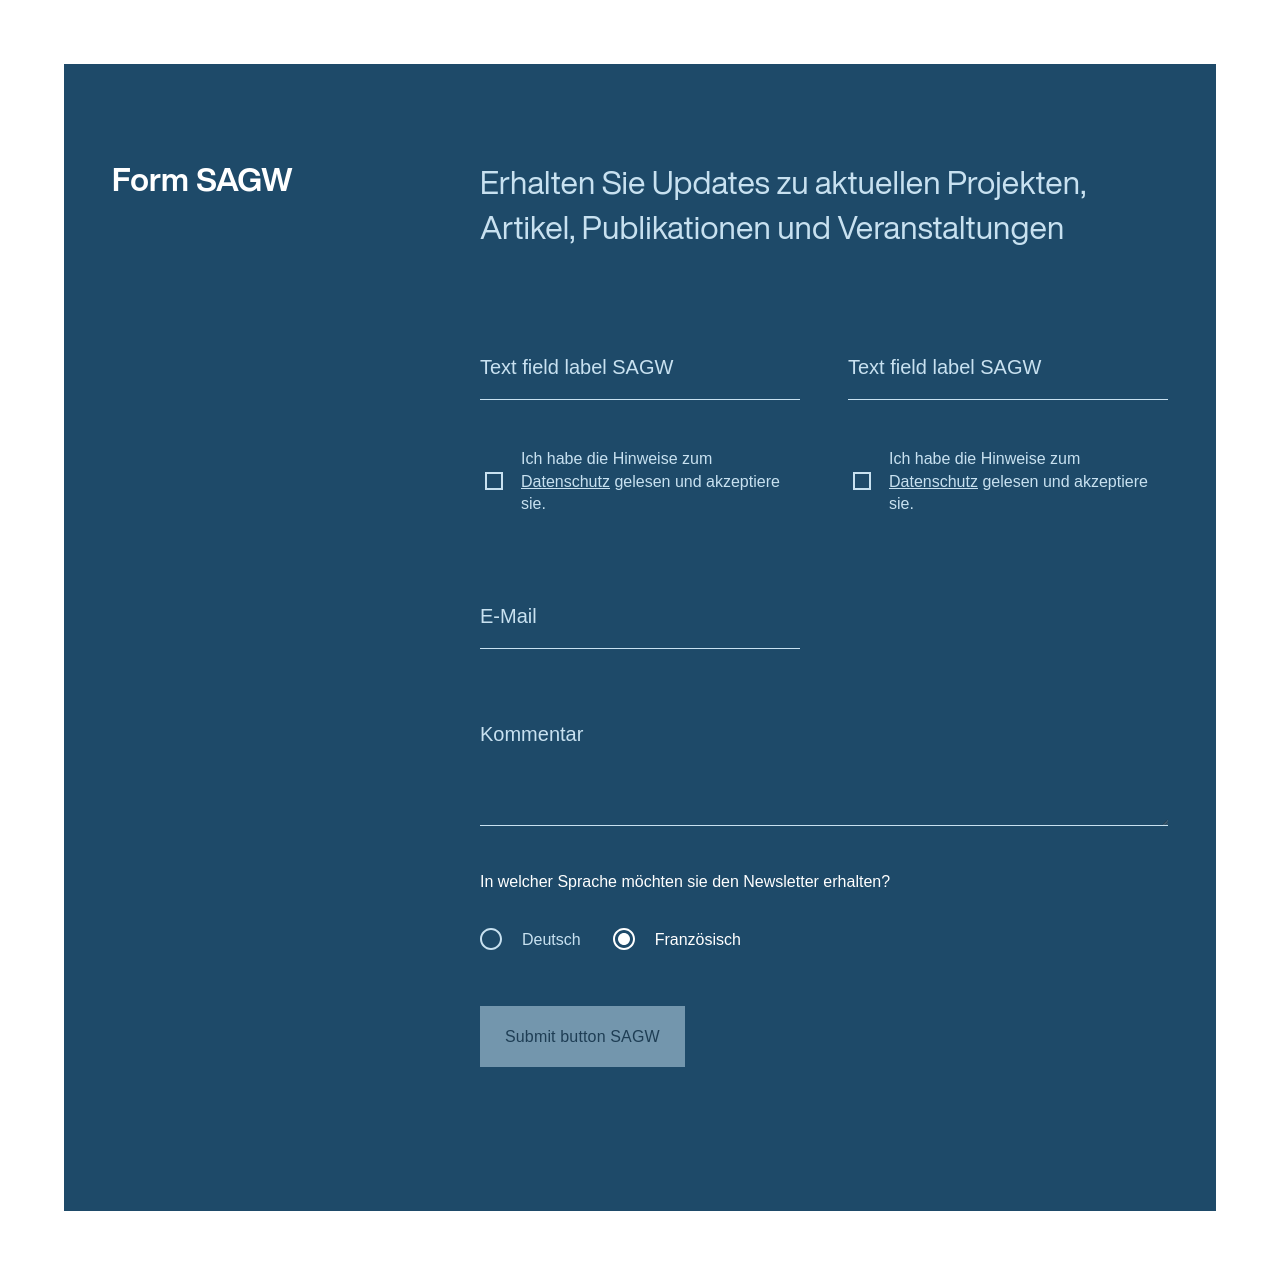 Form SAGW
Erhalten Sie Updates zu aktuellen Projekten,
Artikel, Publikationen und Veranstaltungen
Text field label SAGW
Text field label SAGW
Ich habe die Hinweise zum
Datenschutz gelesen und akzeptiere
sie.
Ich habe die Hinweise zum
Datenschutz gelesen und akzeptiere
sie.
E-Mail
Kommentar
In welcher Sprache möchten sie den Newsletter erhalten?
Deutsch
Französisch
Submit button SAGW